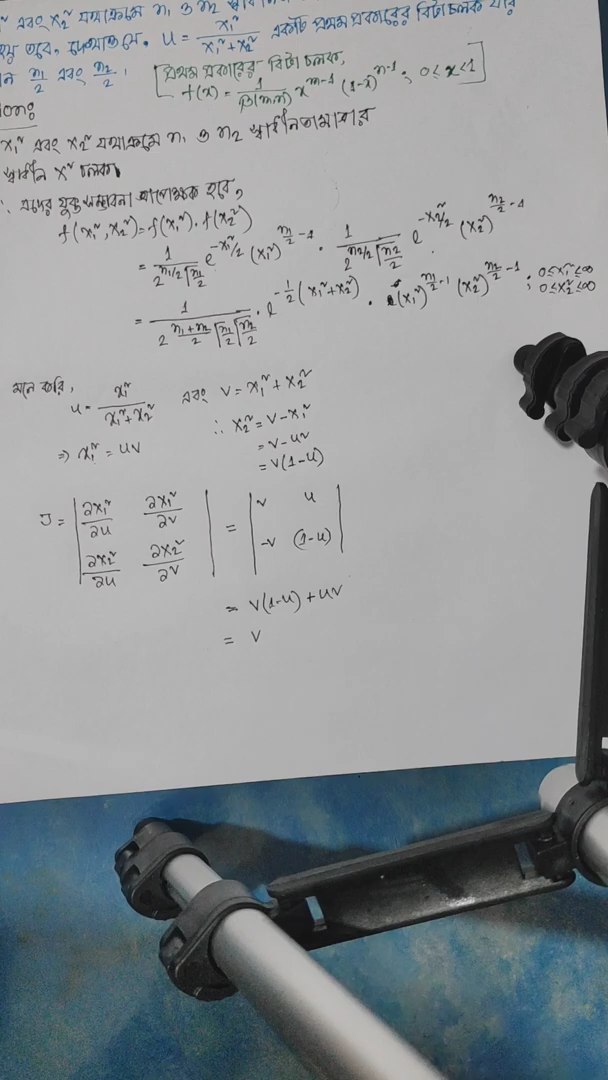 এবং x₂² যথাক্রমে n₁ ও n₂
হয় তবে, দেখাও যে, u = x₁²/(x₁²+x₂²) একটি প্রথম প্রকারের বিটা চলক যার
n₁/2 এবং n₂/2 । [প্রথম প্রকারের বিটা চলক,
f(x) = 1/β(m,n) x^(m-1) (1-x)^(n-1) ; 0<x<1]
ion:
x₁² এবং x₂² যথাক্রমে n₁ ও n₂ স্বাধীনতামাত্রার
স্বাধীন x² চলক।
∴ এদের যুক্ত সম্ভাবনা অপেক্ষক হবে,
f(x₁², x₂²) = f(x₁²) · f(x₂²)
= 1/(2^(n₁/2) Γ(n₁/2)) e^(-x₁²/2) (x₁²)^(n₁/2 -1) · 1/(2^(n₂/2) Γ(n₂/2)) e^(-x₂²/2) (x₂²)^(n₂/2 -1)
= 1/(2^((n₁+n₂)/2) Γ(n₁/2) Γ(n₂/2)) · e^(-1/2 (x₁²+x₂²)) · (x₁²)^(n₁/2 -1) (x₂²)^(n₂/2 -1) ; 0≤x₁²≤∞
0≤x₂²≤∞
মনে করি,
u = x₁²/(x₁²+x₂²) এবং v = x₁²+x₂²
⇒ x₁² = uv
∴ x₂² = v - x₁²
= v - uv
= v(1-u)
J = |∂x₁²/∂u ∂x₁²/∂v| = |v u|
|∂x₂²/∂u ∂x₂²/∂v| |-v (1-u)|
= v(1-u) + uv
= v